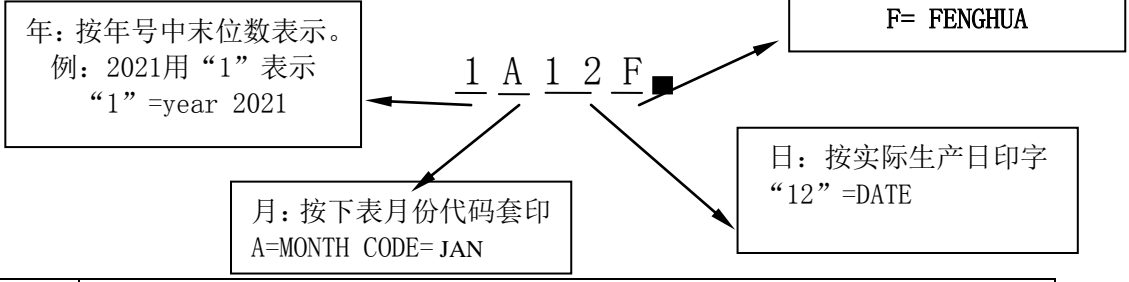 年：按年号中末位数表示。
例：2021用“1”表示
“1”=year 2021
1 A 1 2 F
F= FENGHUA
日：按实际生产日印字
“12”=DATE
月：按下表月份代码套印
A=MONTH CODE= JAN